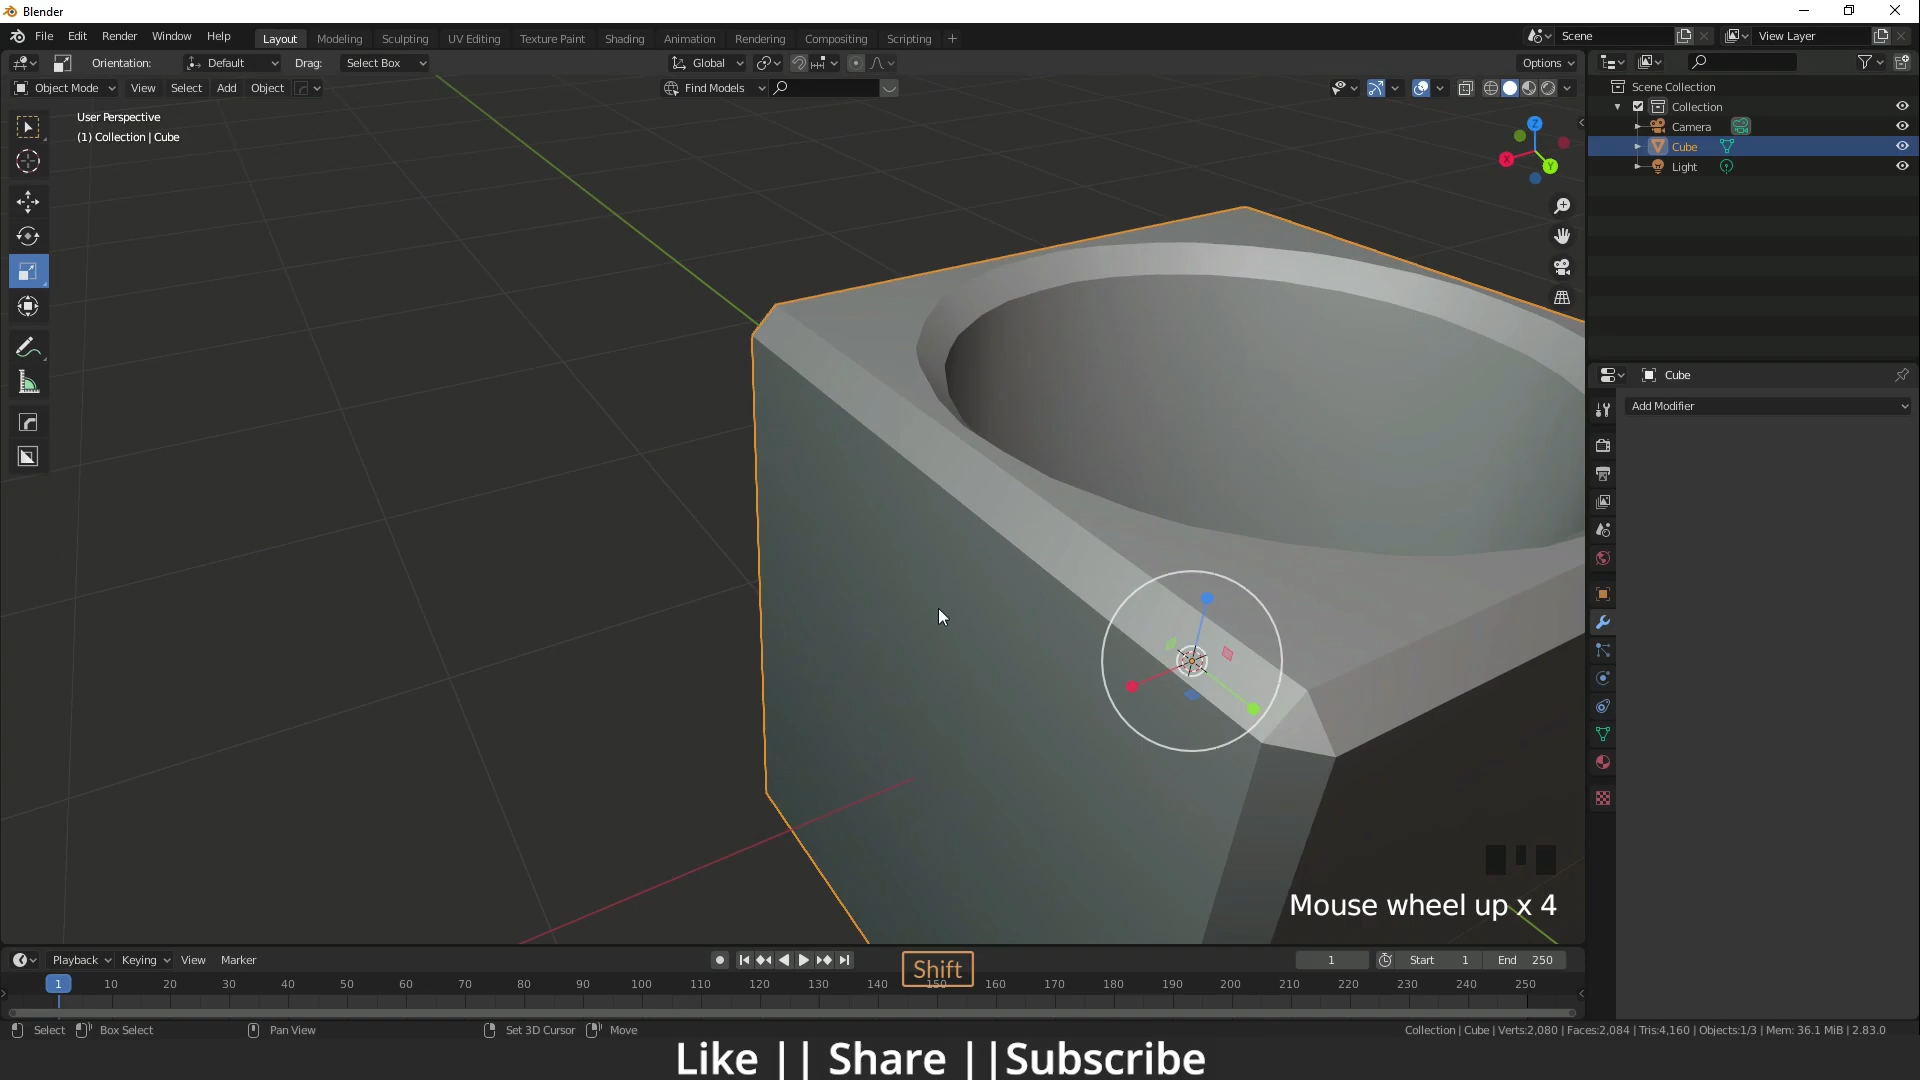 Blender
File Edit Render Window Help Layout Modeling Sculpting UV Editing Texture Paint Shading Animation Rendering Compositing Scripting + Scene View Layer
Orientation: Default Drag: Select Box Global Options
Object Mode View Select Add Object Find Models
User Perspective
(1) Collection | Cube
Z
X
Y
Scene Collection
Collection
Camera
Cube
Light
Cube
Add Modifier
Mouse wheel up x 4
Playback Keying View Marker 1 Start 1 End 250
Shift
1 10 20 30 40 50 60 70 80 90 100 110 120 130 140 150 160 170 180 190 200 210 220 230 240 250
Select Box Select Pan View Set 3D Cursor Move Collection | Cube | Verts:2,080 | Faces:2,084 | Tris:4,160 | Objects:1/3 | Mem: 36.1 MiB | 2.83.0
Like || Share ||Subscribe